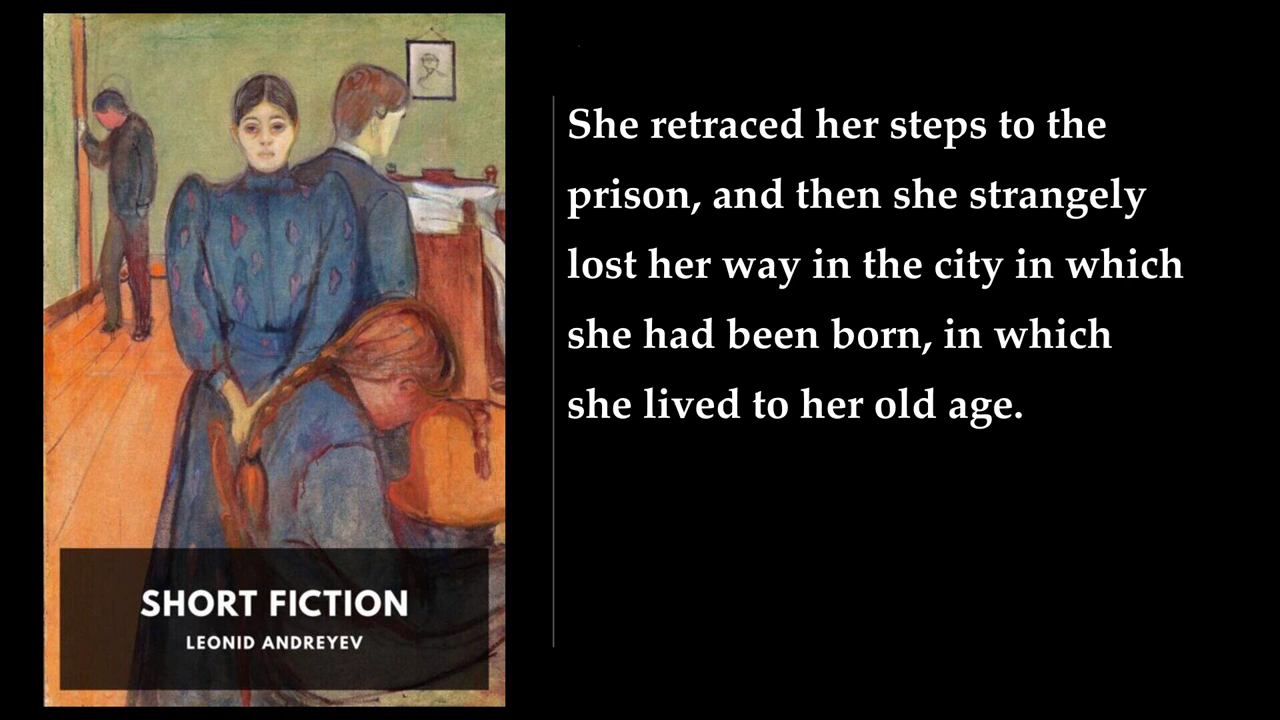 SHORT FICTION
LEONID ANDREYEV
She retraced her steps to the
prison, and then she strangely
lost her way in the city in which
she had been born, in which
she lived to her old age.